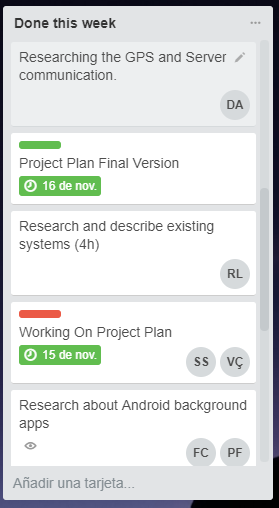 Done this week
Researching the GPS and Server
communication.
DA
Project Plan Final Version
16 de nov.
Research and describe existing
systems (4h)
RL
Working On Project Plan
15 de nov.
SS VÇ
Research about Android background
apps
FC PF
Añadir una tarjeta...